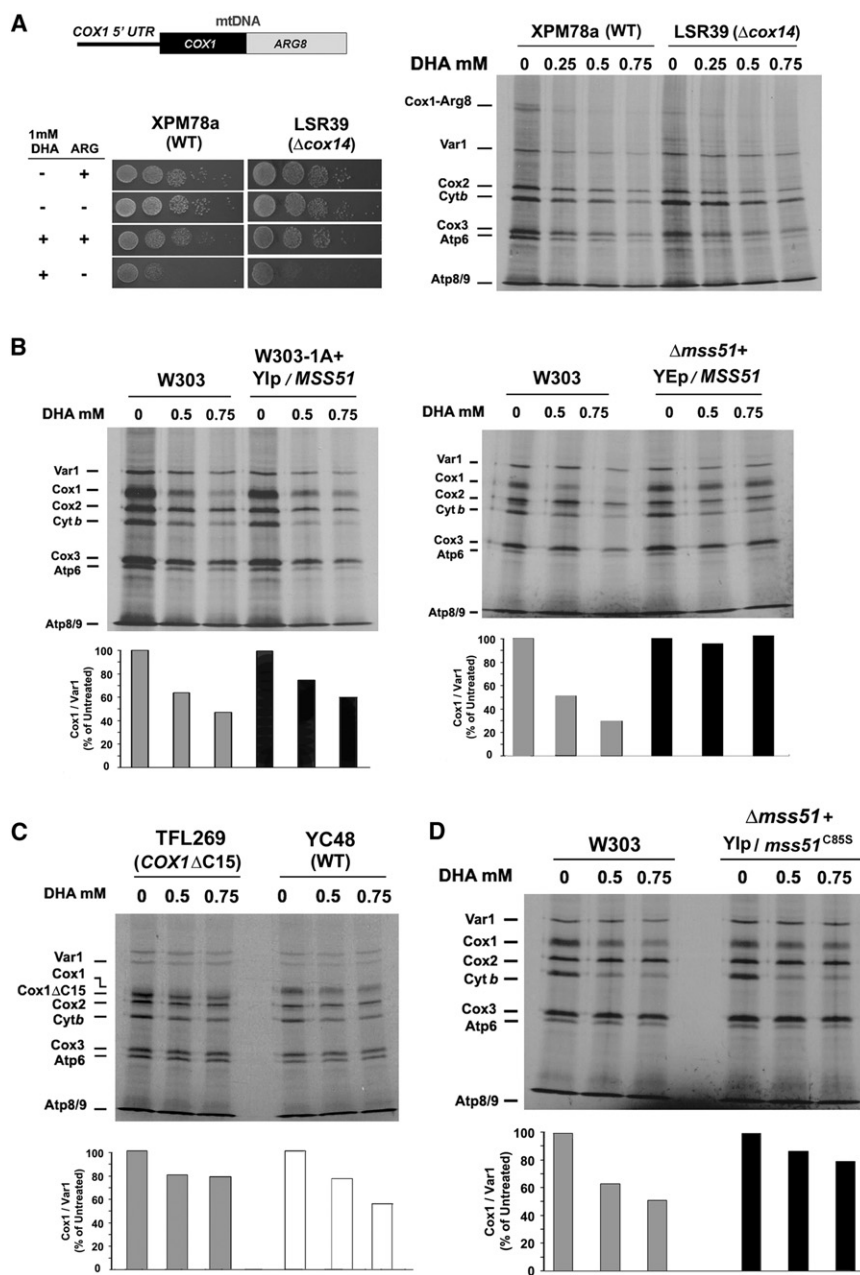 A
mtDNA
COX1 5' UTR
COX1
ARG8
1mM DHA
ARG
XPM78a (WT)
LSR39 (Δcox14)
- +
- -
+ +
+ -
XPM78a (WT)
LSR39 (Δcox14)
DHA mM 0 0.25 0.5 0.75 0 0.25 0.5 0.75
Cox1-Arg8
Var1
Cox2
Cytb
Cox3
Atp6
Atp8/9
B
W303
W303-1A+
YIp / MSS51
DHA mM 0 0.5 0.75 0 0.5 0.75
Var1
Cox1
Cox2
Cyt b
Cox3
Atp6
Atp8/9
Cox1 / Var1
(% of Untreated)
100
80
60
40
20
0
W303
Δmss51+
YEp / MSS51
DHA mM 0 0.5 0.75 0 0.5 0.75
Var1
Cox1
Cox2
Cyt b
Cox3
Atp6
Atp8/9
Cox1 / Var1
(% of Untreated)
100
80
60
40
20
0
C
TFL269
(COX1ΔC15)
YC48
(WT)
DHA mM 0 0.5 0.75 0 0.5 0.75
Var1
Cox1
Cox1ΔC15
Cox2
Cytb
Cox3
Atp6
Atp8/9
Cox1 / Var1
(% of Untreated)
100
80
60
40
20
0
D
W303
Δmss51+
YIp / mss51C85S
DHA mM 0 0.5 0.75 0 0.5 0.75
Var1
Cox1
Cox2
Cyt b
Cox3
Atp6
Atp8/9
Cox1 / Var1
(% of Untreated)
100
80
60
40
20
0